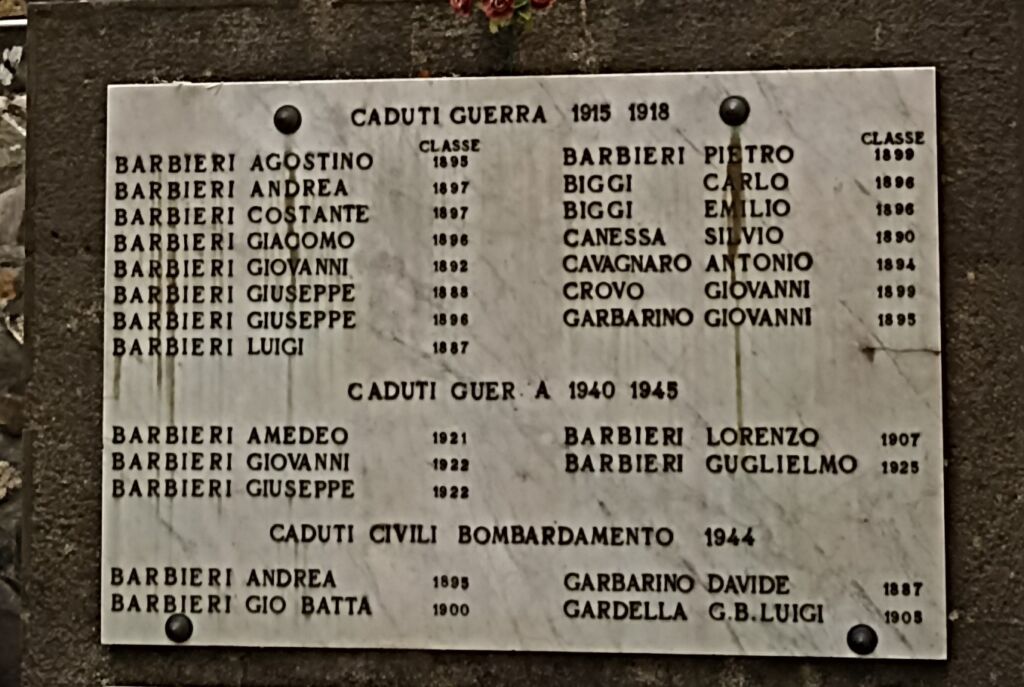 CADUTI GUERRA 1915 1918
CLASSE CLASSE
BARBIERI AGOSTINO 1895 BARBIERI PIETRO 1899
BARBIERI ANDREA 1897 BIGGI CARLO 1896
BARBIERI COSTANTE 1897 BIGGI EMILIO 1896
BARBIERI GIACOMO 1896 CANESSA SILVIO 1890
BARBIERI GIOVANNI 1892 CAVAGNARO ANTONIO 1894
BARBIERI GIUSEPPE 1888 CROVO GIOVANNI 1899
BARBIERI GIUSEPPE 1896 GARBARINO GIOVANNI 1895
BARBIERI LUIGI 1887
CADUTI GUER A 1940 1945
BARBIERI AMEDEO 1921 BARBIERI LORENZO 1907
BARBIERI GIOVANNI 1922 BARBIERI GUGLIELMO 1925
BARBIERI GIUSEPPE 1922
CADUTI CIVILI BOMBARDAMENTO 1944
BARBIERI ANDREA 1895 GARBARINO DAVIDE 1887
BARBIERI GIO BATTA 1900 GARDELLA G.B.LUIGI 1905